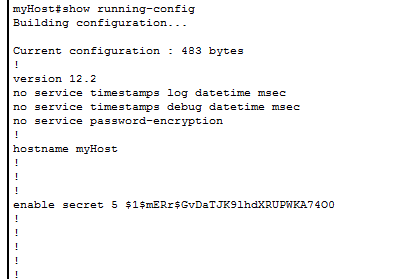 myHost#show running-config
Building configuration...
Current configuration : 483 bytes
!
version 12.2
no service timestamps log datetime msec
no service timestamps debug datetime msec
no service password-encryption
!
hostname myHost
!
!
!
enable secret 5 $1$mERr$GvDaTJK9lhdXRUPWKA74O0
!
!
!
!
!